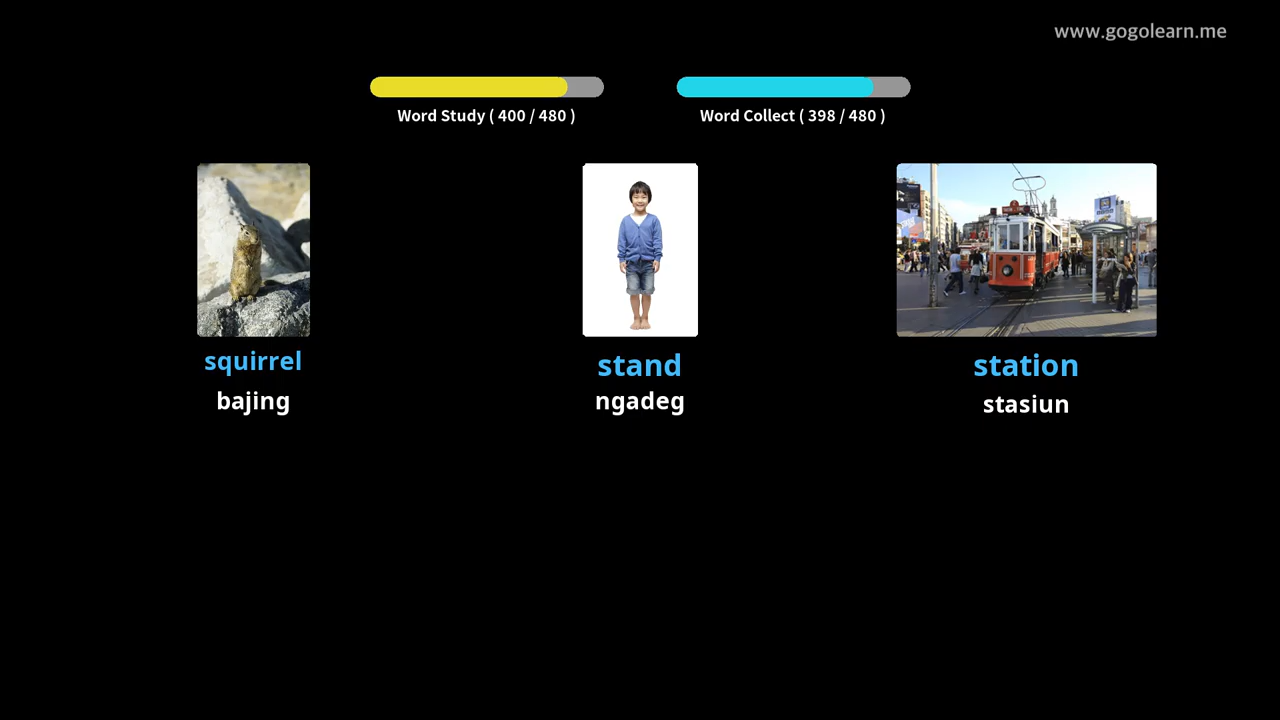 www.gogolearn.me
Word Study ( 400 / 480 )
Word Collect ( 398 / 480 )
squirrel
bajing
stand
ngadeg
station
stasiun